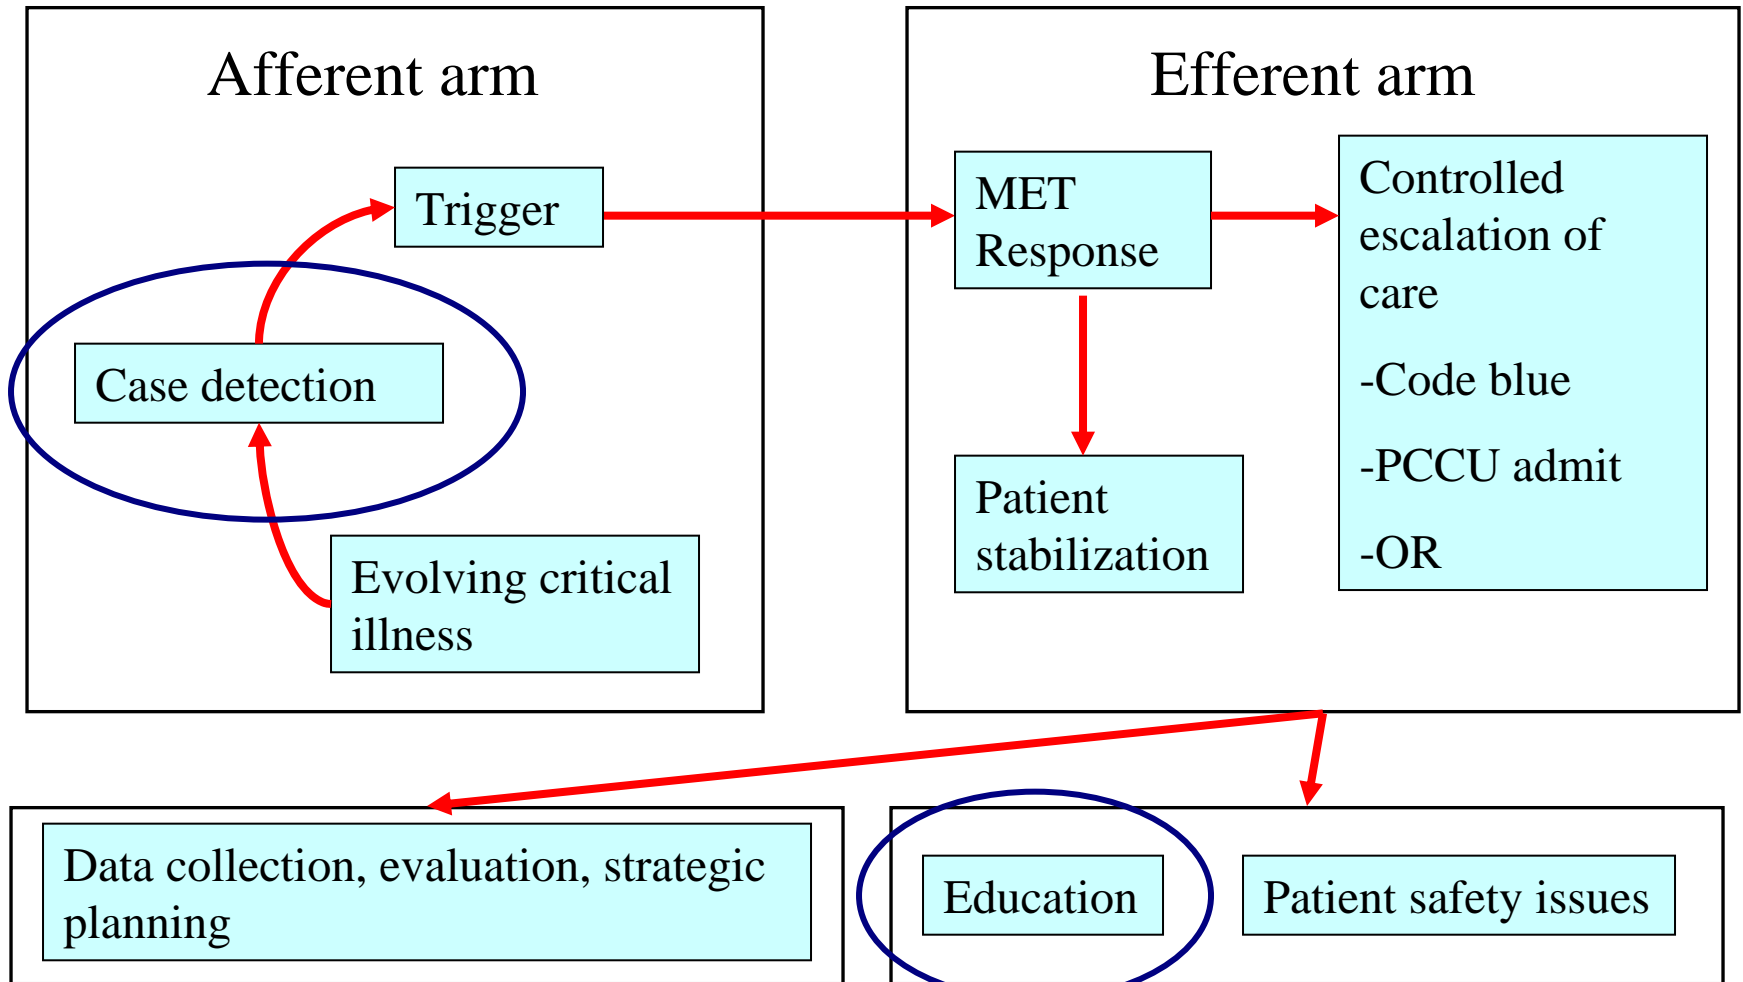 Afferent arm
Trigger
Case detection
Evolving critical
illness
Efferent arm
MET
Response
Patient
stabilization
Controlled
escalation of
care
-Code blue
-PCCU admit
-OR
Data collection, evaluation, strategic
planning
Education
Patient safety issues